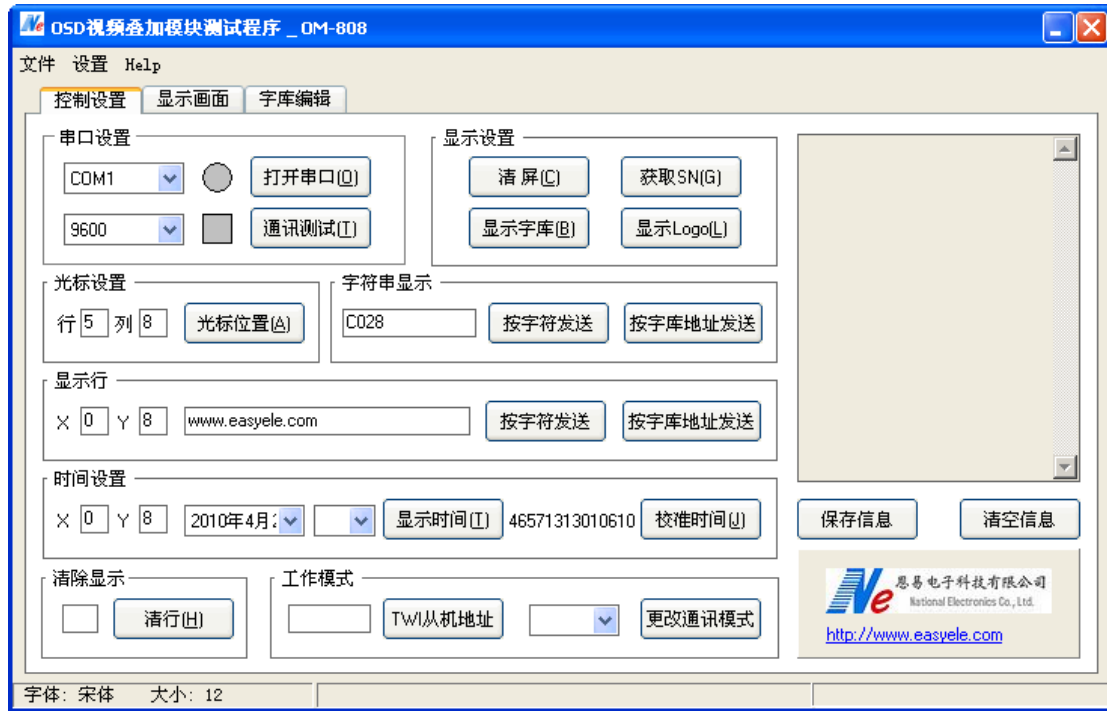 OSD视频叠加模块测试程序 _ OM-808
文件 设置 Help
控制设置 显示画面 字库编辑
串口设置
COM1 打开串口(O)
9600 通讯测试(T)
显示设置
清 屏(C) 获取SN(G)
显示字库(B) 显示Logo(L)
光标设置
行 5 列 8 光标位置(A)
字符串显示
C028 按字符发送 按字库地址发送
显示行
X 0 Y 8 www.easyele.com 按字符发送 按字库地址发送
时间设置
X 0 Y 8 2010年4月 显示时间(T) 46571313010610 校准时间(J)
清除显示
清行(H)
工作模式
TWI从机地址 更改通讯模式
保存信息 清空信息
Ne 恩易电子科技有限公司
National Electronics Co., Ltd.
http://www.easyele.com
字体: 宋体 大小: 12